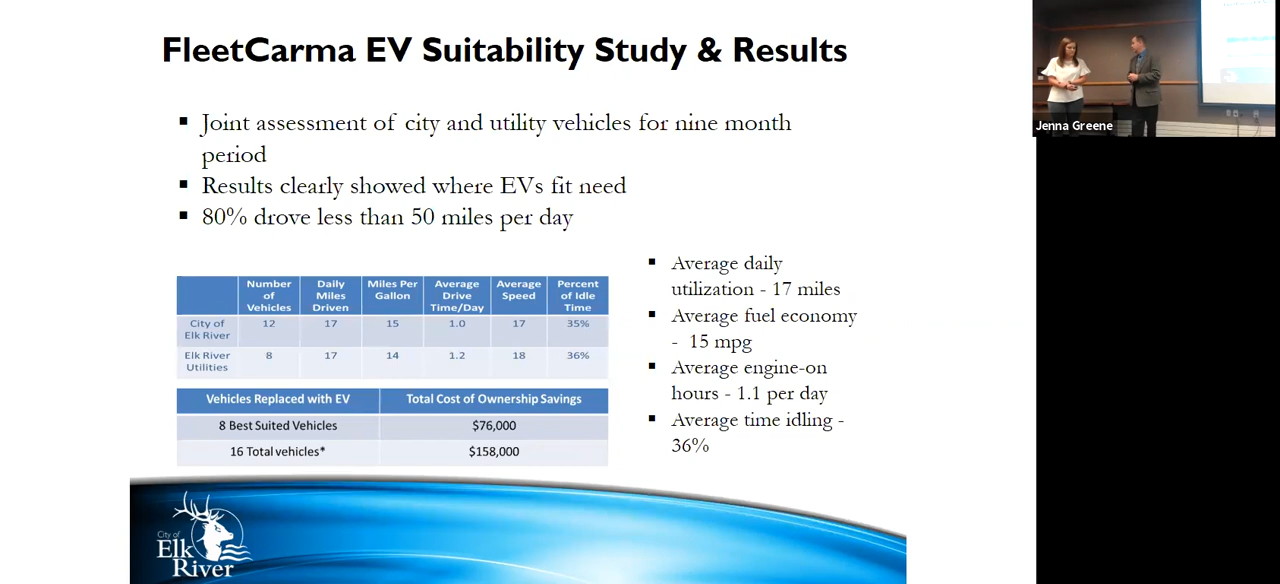 FleetCarma EV Suitability Study & Results
▪ Joint assessment of city and utility vehicles for nine month
period
▪ Results clearly showed where EVs fit need
▪ 80% drove less than 50 miles per day
Number of Vehicles Daily Miles Driven Miles Per Gallon Average Drive Time/Day Average Speed Percent of Idle Time
City of Elk River 12 17 15 1.0 17 35%
Elk River Utilities 8 17 14 1.2 18 36%
Vehicles Replaced with EV Total Cost of Ownership Savings
8 Best Suited Vehicles $76,000
16 Total vehicles* $158,000
▪ Average daily
utilization - 17 miles
▪ Average fuel economy
- 15 mpg
▪ Average engine-on
hours - 1.1 per day
▪ Average time idling -
36%
City of
Elk
River
Jenna Greene